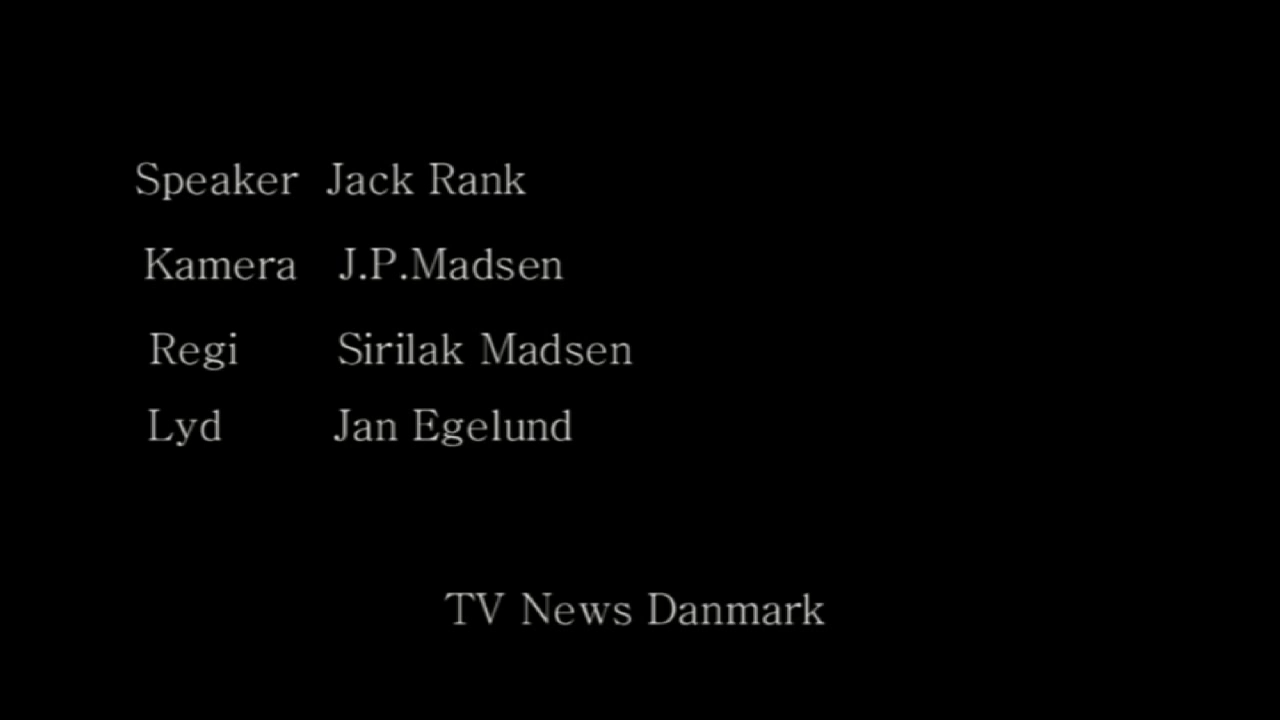 Speaker Jack Rank
Kamera J.P.Madsen
Regi Sirilak Madsen
Lyd Jan Egelund
TV News Danmark